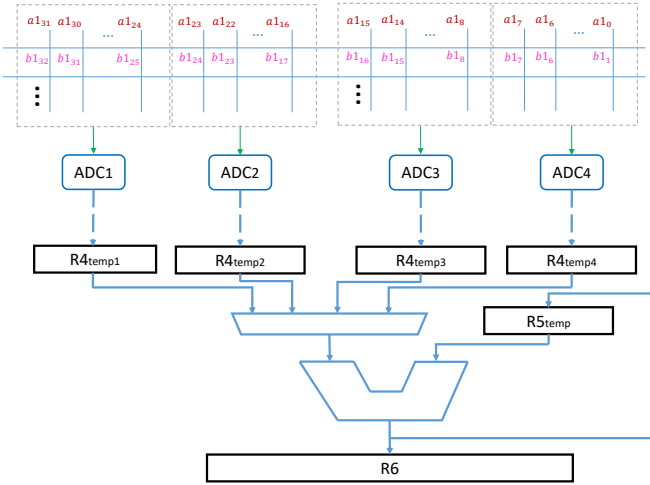 a1₃₁ a1₃₀ ... a1₂₄ a1₂₃ a1₂₂ ... a1₁₆ a1₁₅ a1₁₄ ... a1₈ a1₇ a1₆ ... a1₀
b1₃₂ b1₃₁ b1₂₅ b1₂₄ b1₂₃ b1₁₇ b1₁₆ b1₁₅ b1₈ b1₇ b1₆ b1₁
ADC1 ADC2 ADC3 ADC4
R4temp1 R4temp2 R4temp3 R4temp4
R5temp
R6